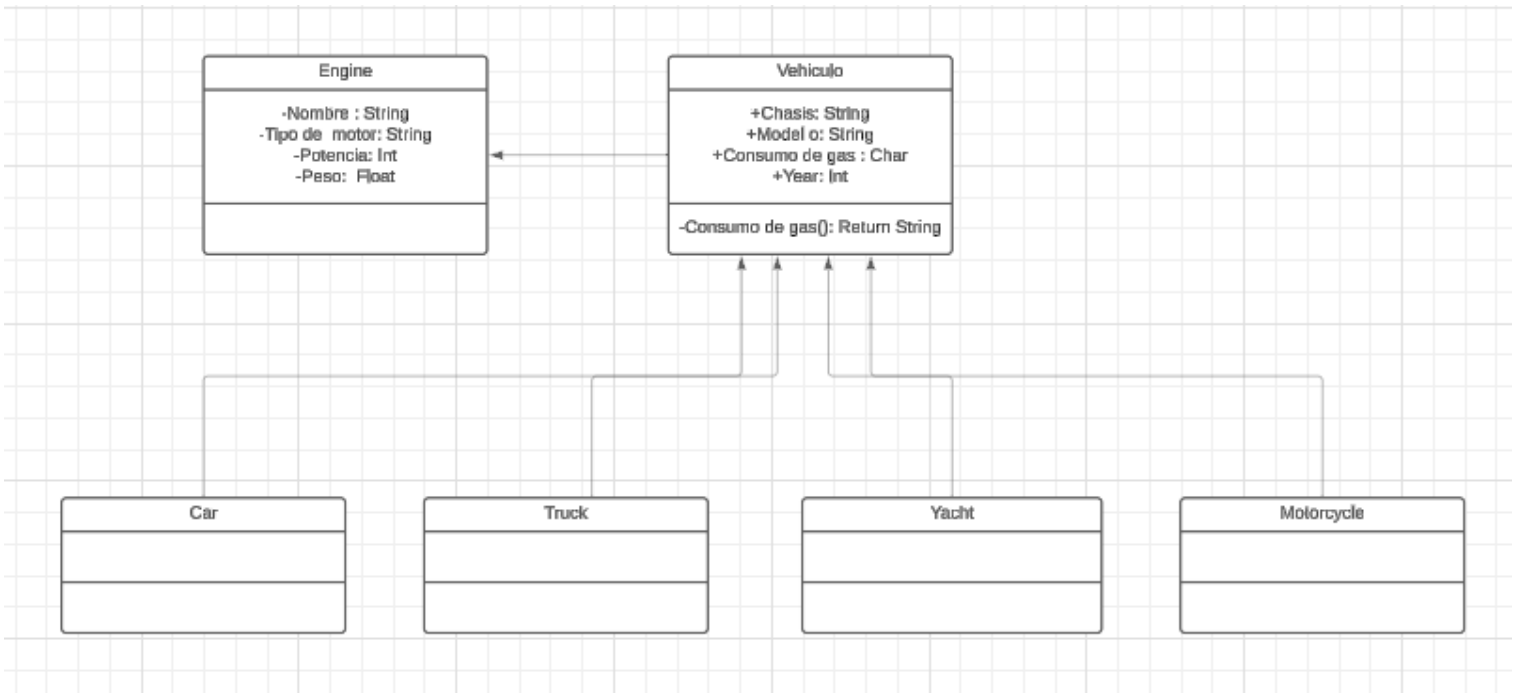 Engine
-Nombre : String
-Tipo de motor: String
-Potencia: Int
-Peso: Float
Vehiculo
+Chasis: String
+Model o: String
+Consumo de gas : Char
+Year: Int
-Consumo de gas(): Return String
Car
Truck
Yacht
Motorcycle